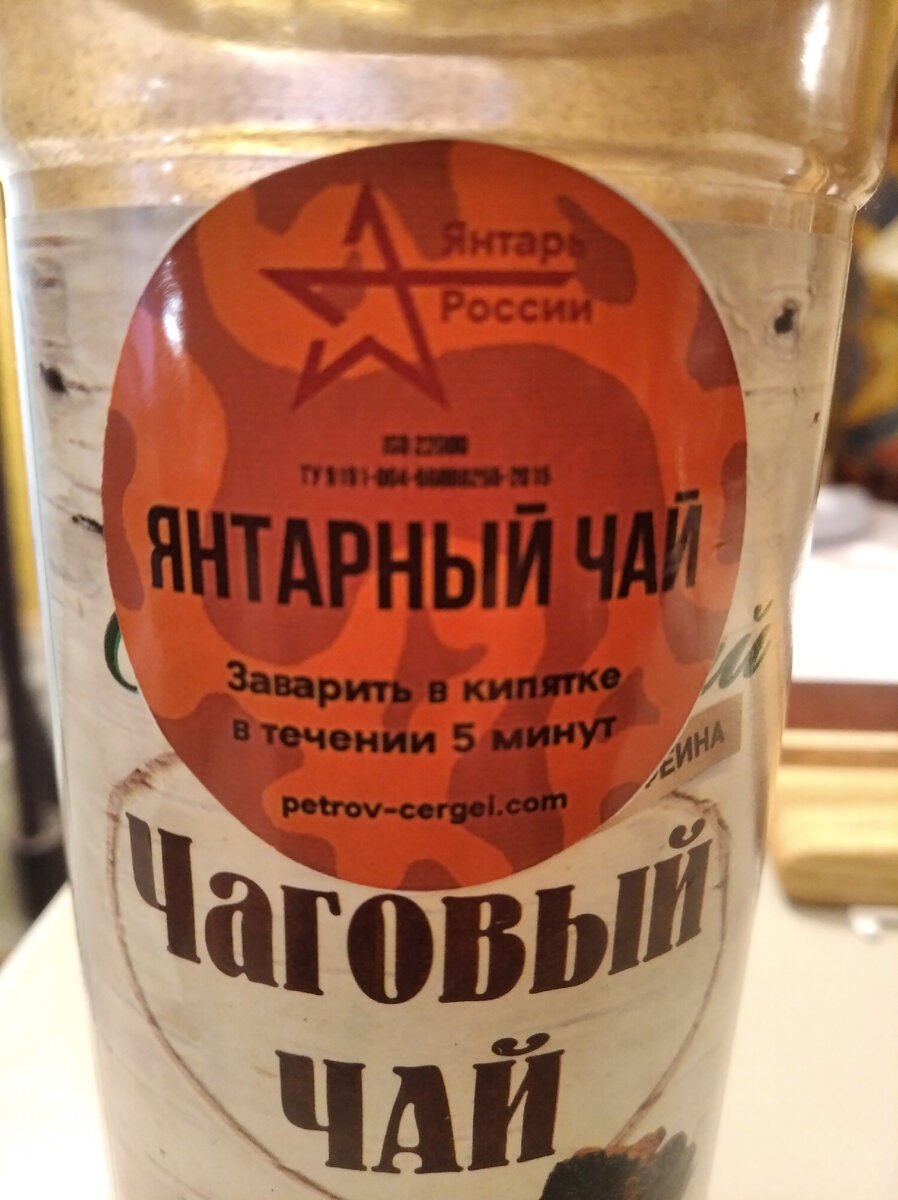 Янтарь
России
ISO 22000
ЯНТАРНЫЙ ЧАЙ
Заварить в кипятке
в течении 5 минут
petrov-cergei.com
Чаговый
ЧАЙ